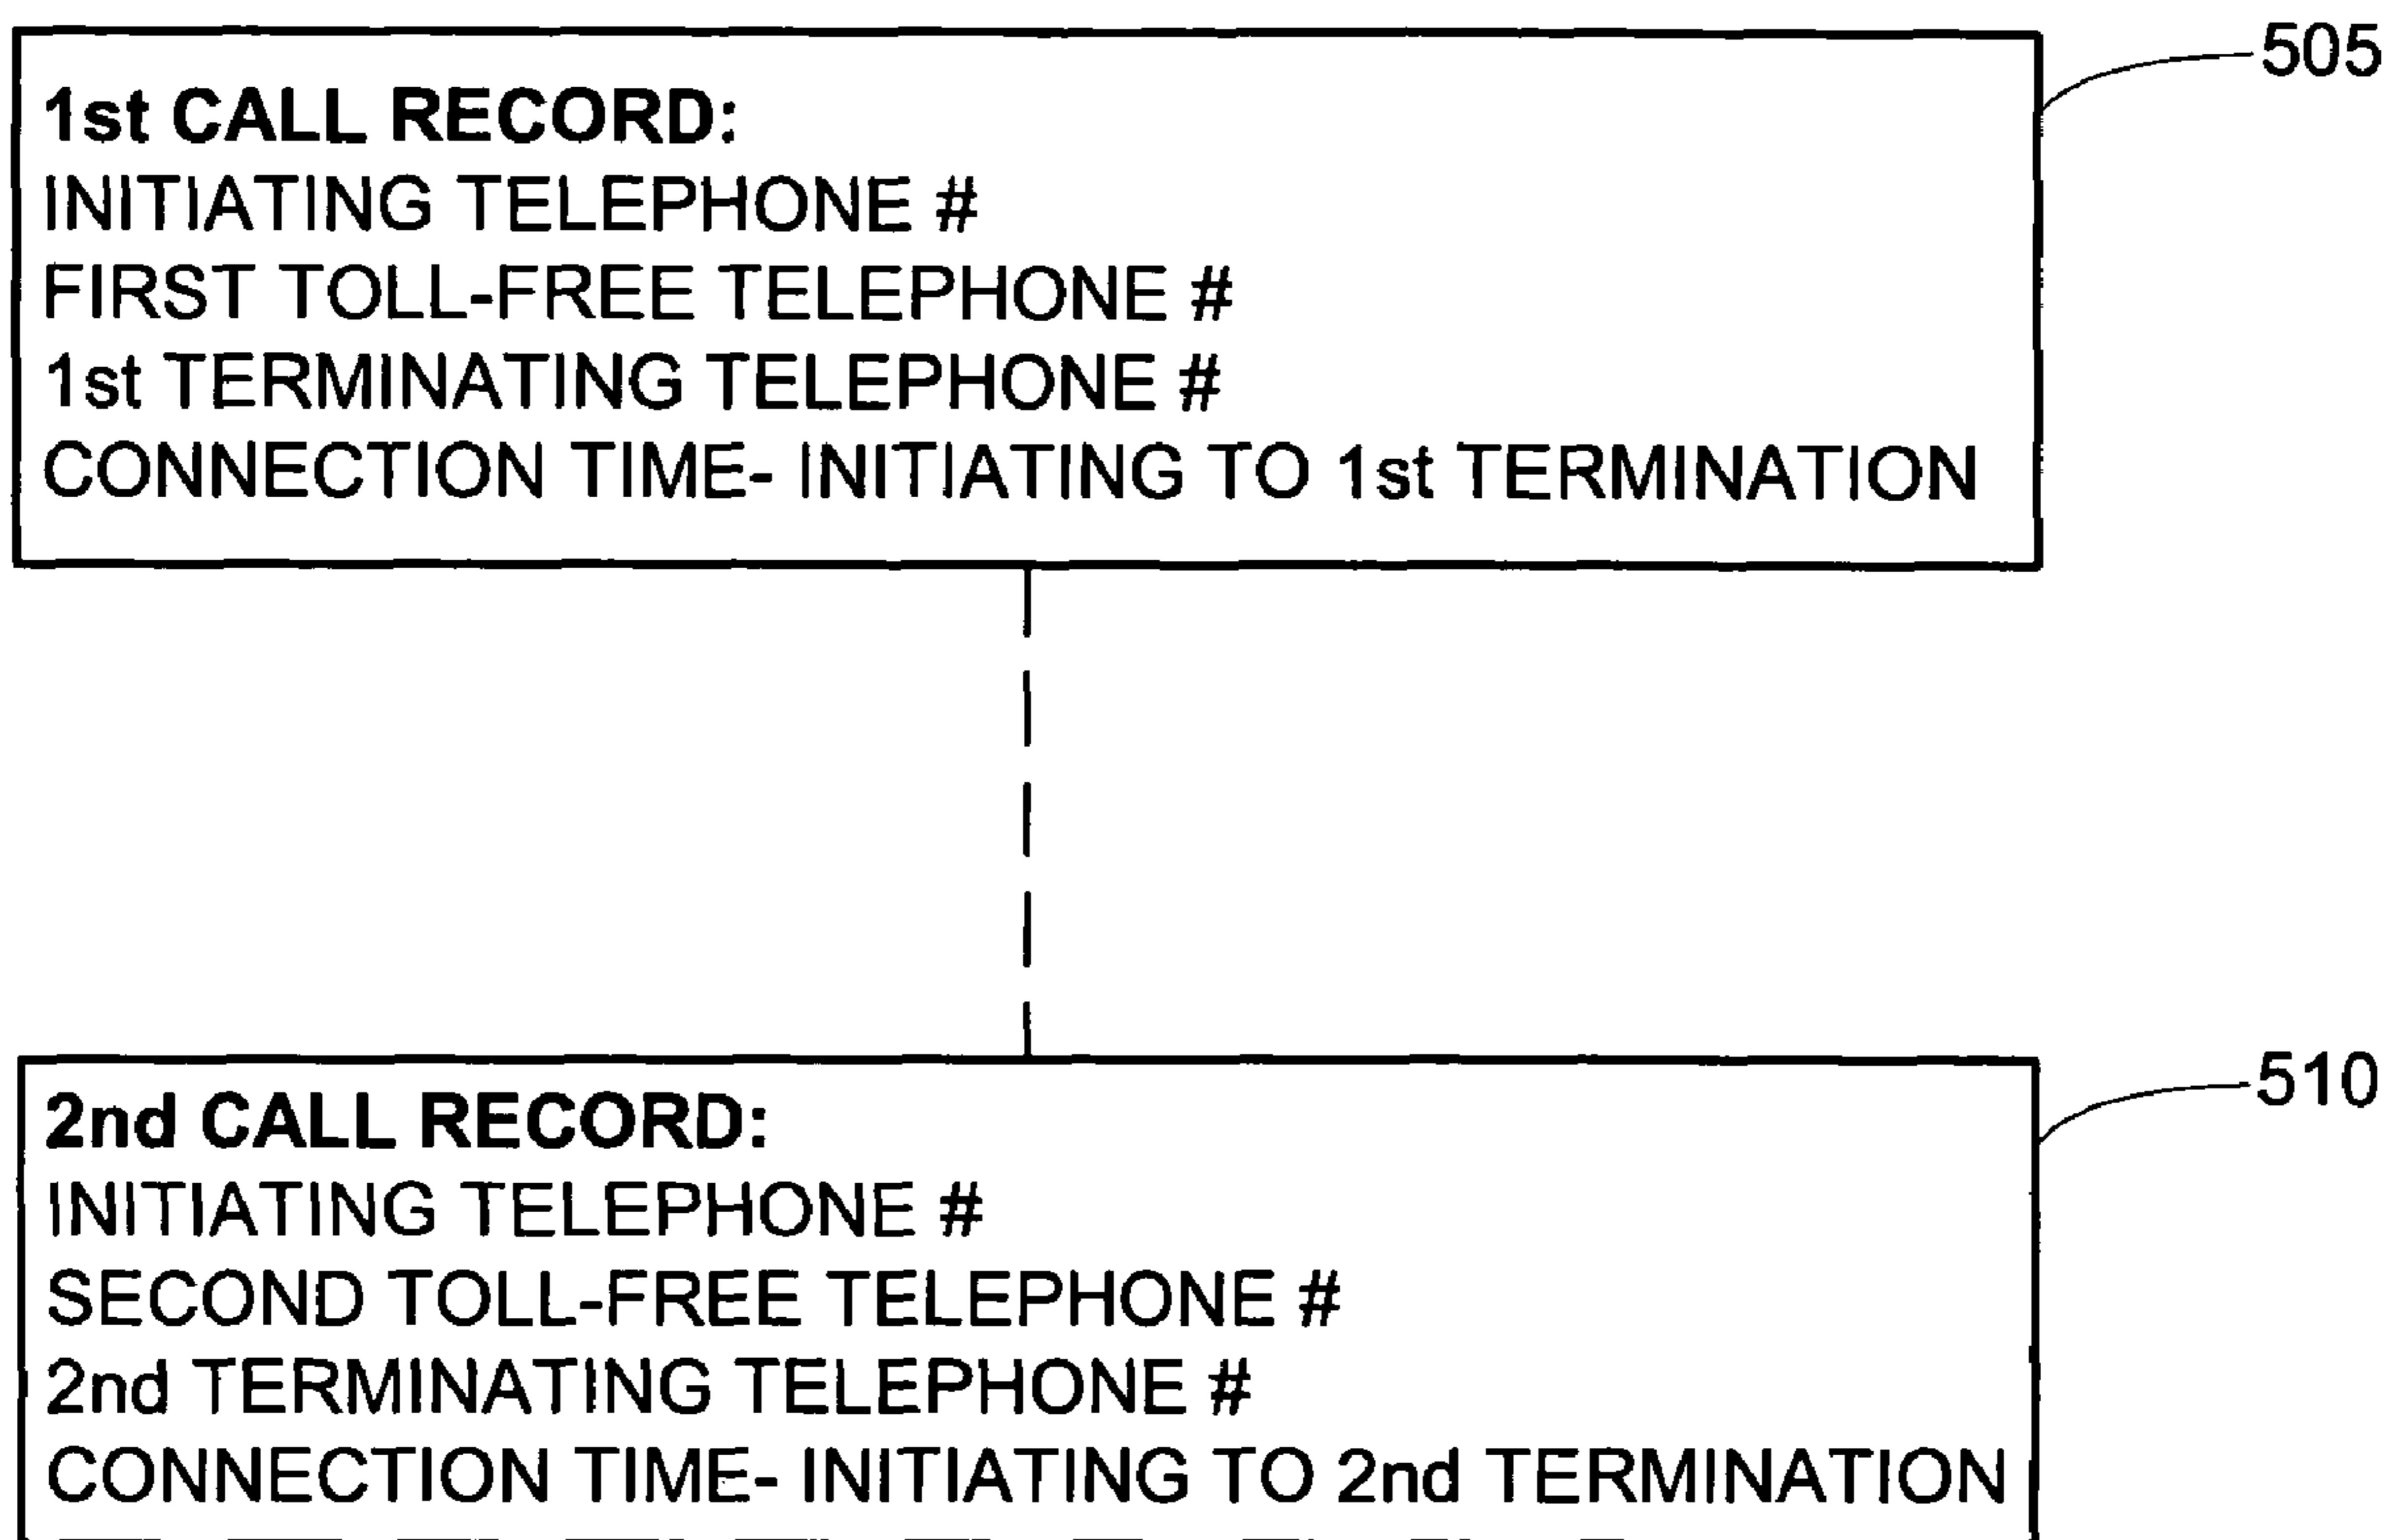 505
1st CALL RECORD:
INITIATING TELEPHONE #
FIRST TOLL-FREE TELEPHONE #
1st TERMINATING TELEPHONE #
CONNECTION TIME- INITIATING TO 1st TERMINATION
510
2nd CALL RECORD:
INITIATING TELEPHONE #
SECOND TOLL-FREE TELEPHONE #
2nd TERMINATING TELEPHONE #
CONNECTION TIME- INITIATING TO 2nd TERMINATION